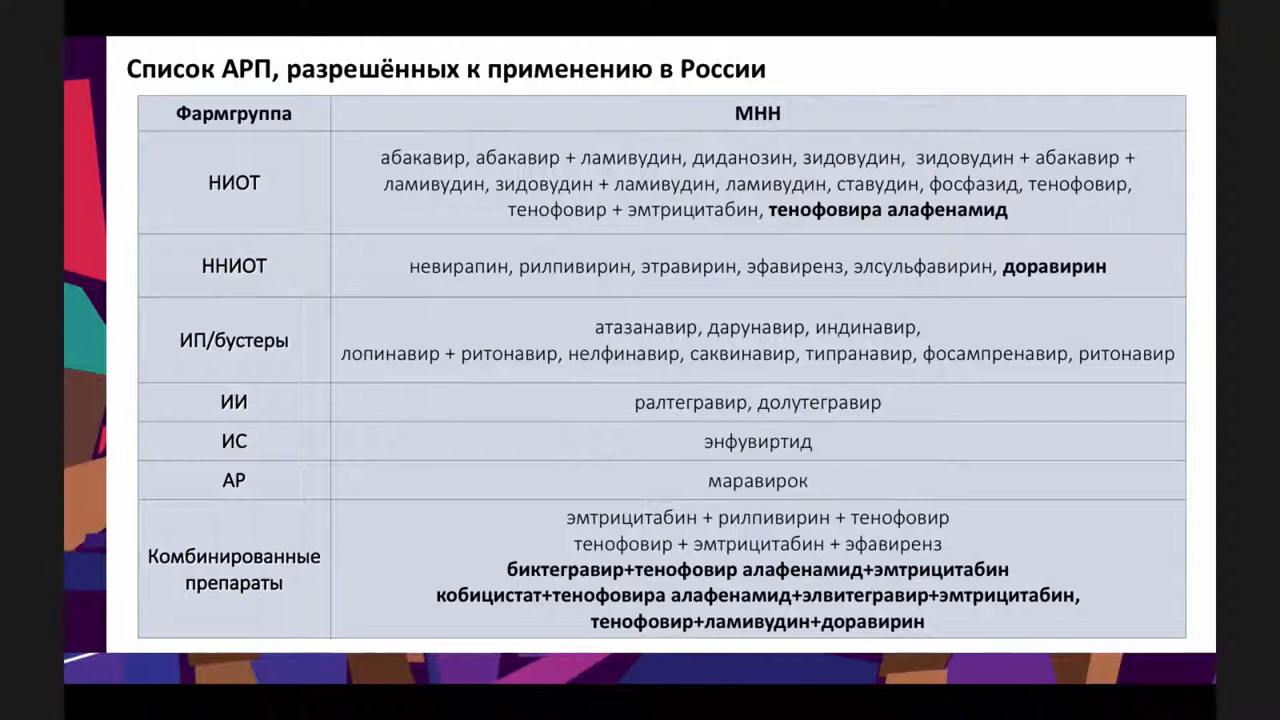 Список АРП, разрешённых к применению в России
Фармгруппа
МНН
НИОТ
абакавир, абакавир + ламивудин, диданозин, зидовудин, зидовудин + абакавир +
ламивудин, зидовудин + ламивудин, ламивудин, ставудин, фосфазид, тенофовир,
тенофовир + эмтрицитабин, тенофовира алафенамид
ННИОТ
невирапин, рилпивирин, этравирин, эфавиренз, элсульфавирин, доравирин
ИП/бустеры
атазанавир, дарунавир, индинавир,
лопинавир + ритонавир, нелфинавир, саквинавир, типранавир, фосампренавир, ритонавир
ИИ
ралтегравир, долутегравир
ИС
энфувиртид
АР
маравирок
Комбинированные
препараты
эмтрицитабин + рилпивирин + тенофовир
тенофовир + эмтрицитабин + эфавиренз
биктегравир+тенофовир алафенамид+эмтрицитабин
кобицистат+тенофовира алафенамид+элвитегравир+эмтрицитабин,
тенофовир+ламивудин+доравирин